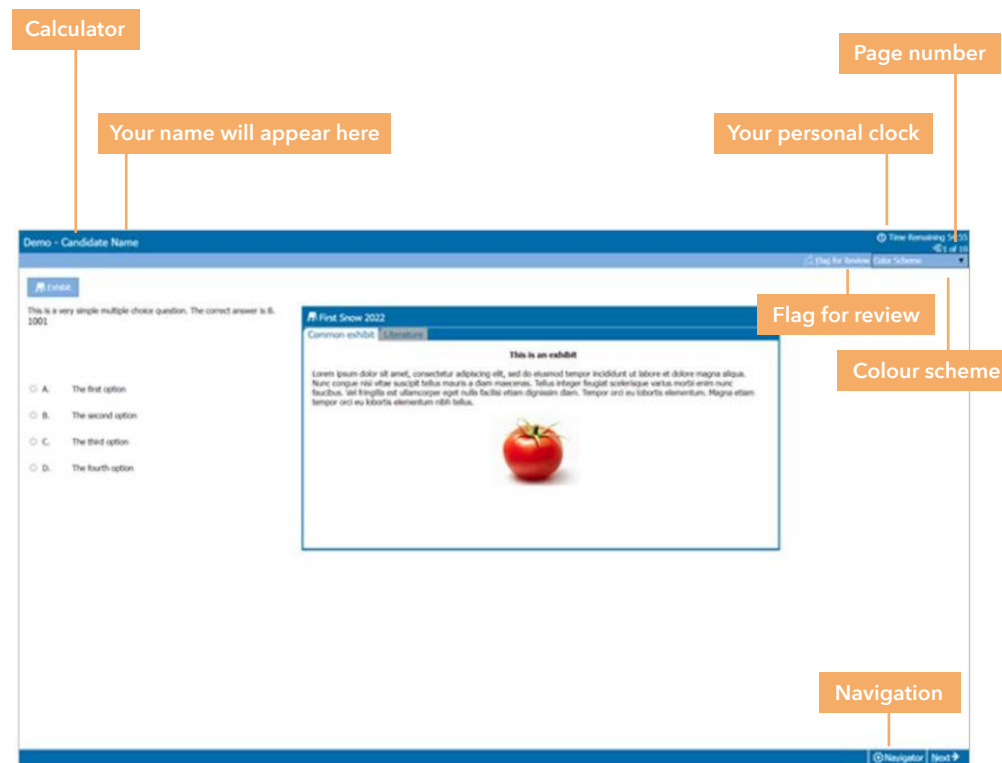 Calculator
Page number
Your name will appear here
Your personal clock
Demo - Candidate Name
Time Remaining 54:55
1 of 10
Flag for Review
Color Scheme
Exhibit
This is a very simple multiple choice question. The correct answer is B.
1001
First Snow 2022
Flag for review
Common exhibit
Literature
This is an exhibit
Colour scheme
Lorem ipsum dolor sit amet, consectetur adipiscing elit, sed do eiusmod tempor incididunt ut labore et dolore magna aliqua.
Nunc congue nisi vitae suscipit tellus mauris a diam maecenas. Tellus integer feugiat scelerisque varius morbi enim nunc
faucibus. Vel fringilla est ullamcorper eget nulla facilisi etiam dignissim diam. Tempor orci eu lobortis elementum. Magna etiam
tempor orci eu lobortis elementum nibh tellus.
A. The first option
B. The second option
C. The third option
D. The fourth option
Navigation
Navigator
Next